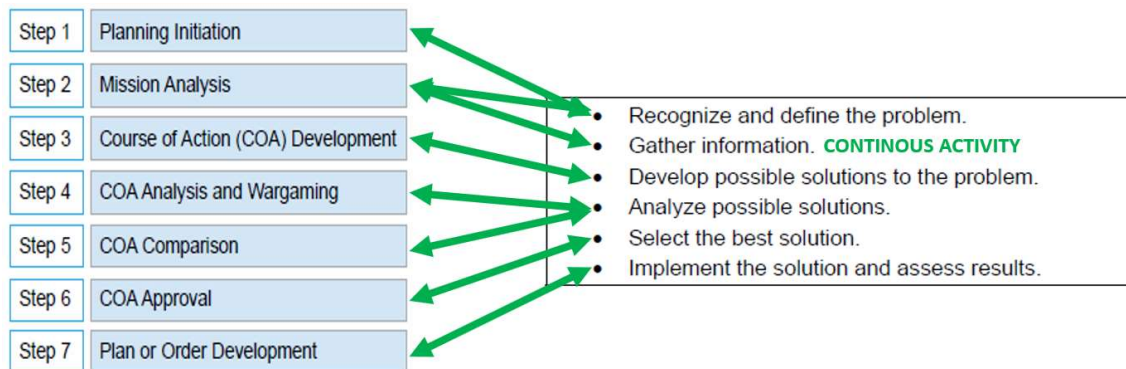 Step 1 Planning Initiation
Step 2 Mission Analysis
Step 3 Course of Action (COA) Development
Step 4 COA Analysis and Wargaming
Step 5 COA Comparison
Step 6 COA Approval
Step 7 Plan or Order Development
• Recognize and define the problem.
• Gather information. CONTINOUS ACTIVITY
• Develop possible solutions to the problem.
• Analyze possible solutions.
• Select the best solution.
• Implement the solution and assess results.